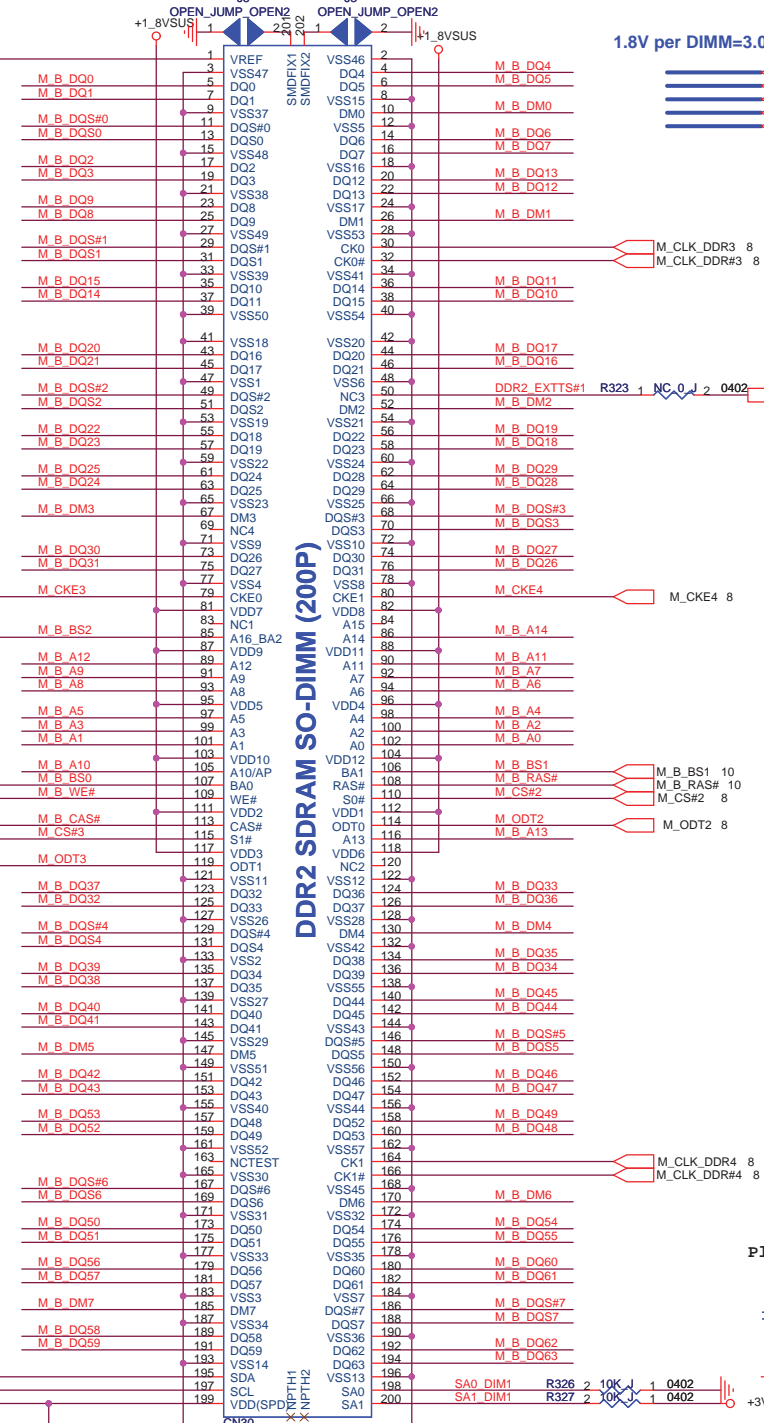 J3
J3
OPEN_JUMP_OPEN2 OPEN_JUMP_OPEN2
+1_8VSUS 1 2 201 202 1 2 +1_8VSUS
1.8V per DIMM=3.0
SMDFIX1 SMDFIX2
1 VREF VSS46 2
3 VSS47 DQ4 4 M_B_DQ4
M_B_DQ0 5 DQ0 DQ5 6 M_B_DQ5
M_B_DQ1 7 DQ1 VSS15 8
9 VSS37 DM0 10 M_B_DM0
M_B_DQS#0 11 DQS#0 VSS5 12
M_B_DQS0 13 DQS0 DQ6 14 M_B_DQ6
15 VSS48 DQ7 16 M_B_DQ7
M_B_DQ2 17 DQ2 VSS16 18
M_B_DQ3 19 DQ3 DQ12 20 M_B_DQ13
21 VSS38 DQ13 22 M_B_DQ12
M_B_DQ9 23 DQ8 VSS17 24
M_B_DQ8 25 DQ9 DM1 26 M_B_DM1
27 VSS49 VSS53 28
M_B_DQS#1 29 DQS#1 CK0 30 M_CLK_DDR3 8
M_B_DQS1 31 DQS1 CK0# 32 M_CLK_DDR#3 8
33 VSS39 VSS41 34
M_B_DQ15 35 DQ10 DQ14 36 M_B_DQ11
M_B_DQ14 37 DQ11 DQ15 38 M_B_DQ10
39 VSS50 VSS54 40
41 VSS18 VSS20 42
M_B_DQ20 43 DQ16 DQ20 44 M_B_DQ17
M_B_DQ21 45 DQ17 DQ21 46 M_B_DQ16
47 VSS1 VSS6 48
M_B_DQS#2 49 DQS#2 NC3 50 DDR2_EXTTS#1 R323 1 NC_0_J 2 0402
M_B_DQS2 51 DQS2 DM2 52 M_B_DM2
53 VSS19 VSS21 54
M_B_DQ22 55 DQ18 DQ22 56 M_B_DQ19
M_B_DQ23 57 DQ19 DQ23 58 M_B_DQ18
59 VSS22 VSS24 60
M_B_DQ25 61 DQ24 DQ28 62 M_B_DQ29
M_B_DQ24 63 DQ25 DQ29 64 M_B_DQ28
65 VSS23 VSS25 66
M_B_DM3 67 DM3 DQS#3 68 M_B_DQS#3
69 NC4 DQS3 70 M_B_DQS3
71 VSS9 VSS10 72
M_B_DQ30 73 DQ26 DQ30 74 M_B_DQ27
M_B_DQ31 75 DQ27 DQ31 76 M_B_DQ26
77 VSS4 VSS8 78
M_CKE3 79 CKE0 CKE1 80 M_CKE4 M_CKE4 8
81 VDD7 VDD8 82
83 NC1 A15 84
M_B_BS2 85 A16_BA2 A14 86 M_B_A14
87 VDD9 VDD11 88
M_B_A12 89 A12 A11 90 M_B_A11
M_B_A9 91 A9 A7 92 M_B_A7
M_B_A8 93 A8 A6 94 M_B_A6
95 VDD5 VDD4 96
M_B_A5 97 A5 A4 98 M_B_A4
M_B_A3 99 A3 A2 100 M_B_A2
M_B_A1 101 A1 A0 102 M_B_A0
103 VDD10 VDD12 104
M_B_A10 105 A10/AP BA1 106 M_B_BS1 M_B_BS1 10
M_B_BS0 107 BA0 RAS# 108 M_B_RAS# M_B_RAS# 10
M_B_WE# 109 WE# S0# 110 M_CS#2 M_CS#2 8
111 VDD2 VDD1 112
M_B_CAS# 113 CAS# ODT0 114 M_ODT2 M_ODT2 8
M_CS#3 115 S1# A13 116 M_B_A13
117 VDD3 VDD6 118
M_ODT3 119 ODT1 NC2 120
121 VSS11 VSS12 122
M_B_DQ37 123 DQ32 DQ36 124 M_B_DQ33
M_B_DQ32 125 DQ33 DQ37 126 M_B_DQ36
127 VSS26 VSS28 128
M_B_DQS#4 129 DQS#4 DM4 130 M_B_DM4
M_B_DQS4 131 DQS4 VSS42 132
133 VSS2 DQ38 134 M_B_DQ35
M_B_DQ39 135 DQ34 DQ39 136 M_B_DQ34
M_B_DQ38 137 DQ35 VSS55 138
139 VSS27 DQ44 140 M_B_DQ45
M_B_DQ40 141 DQ40 DQ45 142 M_B_DQ44
M_B_DQ41 143 DQ41 VSS43 144
145 VSS29 DQS#5 146 M_B_DQS#5
M_B_DM5 147 DM5 DQS5 148 M_B_DQS5
149 VSS51 VSS56 150
M_B_DQ42 151 DQ42 DQ46 152 M_B_DQ46
M_B_DQ43 153 DQ43 DQ47 154 M_B_DQ47
155 VSS40 VSS44 156
M_B_DQ53 157 DQ48 DQ52 158 M_B_DQ49
M_B_DQ52 159 DQ49 DQ53 160 M_B_DQ48
161 VSS52 VSS57 162
163 NCTEST CK1 164 M_CLK_DDR4 8
165 VSS30 CK1# 166 M_CLK_DDR#4 8
M_B_DQS#6 167 DQS#6 VSS45 168
M_B_DQS6 169 DQS6 DM6 170 M_B_DM6
171 VSS31 VSS32 172
M_B_DQ50 173 DQ50 DQ54 174 M_B_DQ54
M_B_DQ51 175 DQ51 DQ55 176 M_B_DQ55
177 VSS33 VSS35 178
M_B_DQ56 179 DQ56 DQ60 180 M_B_DQ60
M_B_DQ57 181 DQ57 DQ61 182 M_B_DQ61
183 VSS3 VSS7 184
M_B_DM7 185 DM7 DQS#7 186 M_B_DQS#7
187 VSS34 DQS7 188 M_B_DQS7
M_B_DQ58 189 DQ58 VSS36 190
M_B_DQ59 191 DQ59 DQ62 192 M_B_DQ62
193 VSS14 DQ63 194 M_B_DQ63
195 SDA VSS13 196
197 SCL SA0 198 SA0_DIM1 R326 2 10K_J 1 0402
199 VDD(SPD) SA1 200 SA1_DIM1 R327 2 10K_J 1 0402 +3V
NPTH1 NPTH2
DDR2 SDRAM SO-DIMM (200P)
CN30